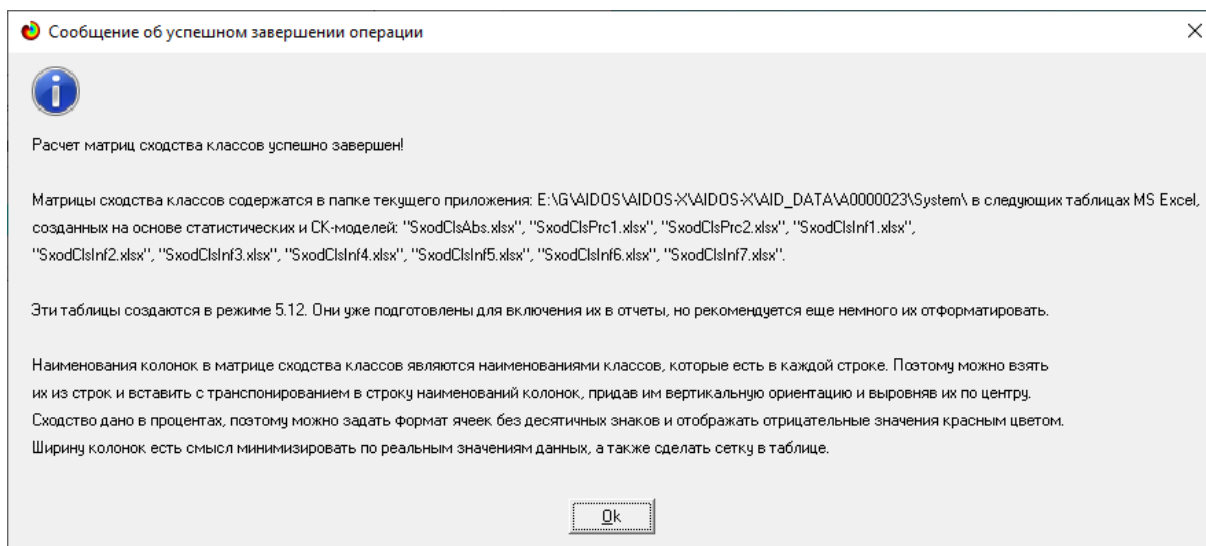 Сообщение об успешном завершении операции
Расчет матриц сходства классов успешно завершен!
Матрицы сходства классов содержатся в папке текущего приложения: E:\G\AIDOS\AIDOS-X\AIDOS-X\AID_DATA\A0000023\System\ в следующих таблицах MS Excel,
созданных на основе статистических и СК-моделей: "SxodClsAbs.xlsx", "SxodClsPrc1.xlsx", "SxodClsPrc2.xlsx", "SxodClsInf1.xlsx",
"SxodClsInf2.xlsx", "SxodClsInf3.xlsx", "SxodClsInf4.xlsx", "SxodClsInf5.xlsx", "SxodClsInf6.xlsx", "SxodClsInf7.xlsx".
Эти таблицы создаются в режиме 5.12. Они уже подготовлены для включения их в отчеты, но рекомендуется еще немного их отформатировать.
Наименования колонок в матрице сходства классов являются наименованиями классов, которые есть в каждой строке. Поэтому можно взять
их из строк и вставить с транспонированием в строку наименований колонок, придав им вертикальную ориентацию и выровняв их по центру.
Сходство дано в процентах, поэтому можно задать формат ячеек без десятичных знаков и отображать отрицательные значения красным цветом.
Ширину колонок есть смысл минимизировать по реальным значениям данных, а также сделать сетку в таблице.
Ok